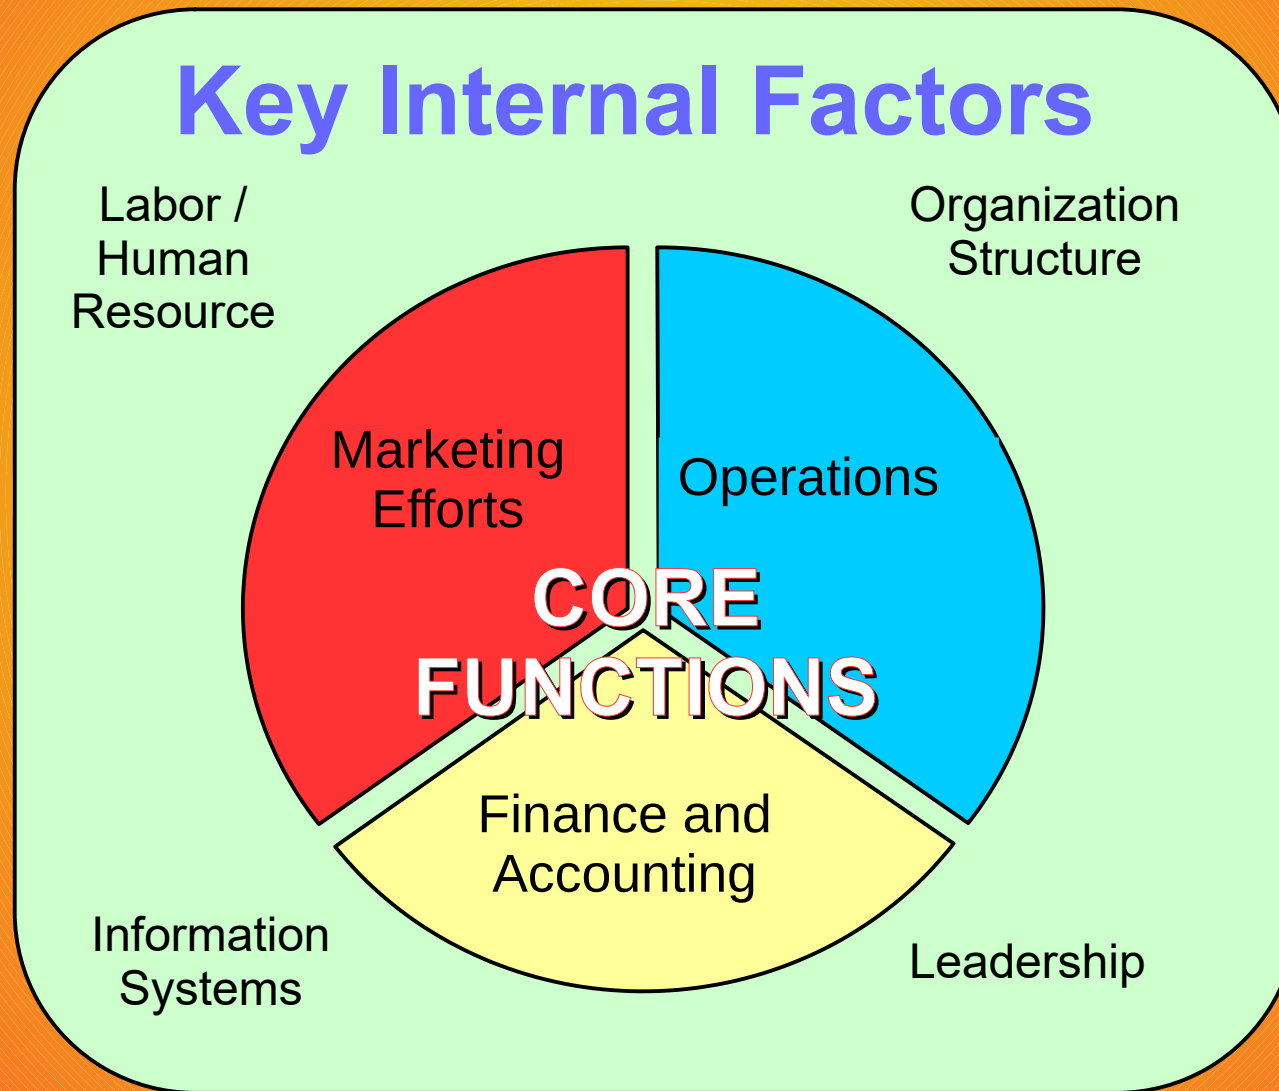 Key Internal Factors
Labor /
Human
Resource
Organization
Structure
Marketing
Efforts
Operations
CORE
FUNCTIONS
Finance and
Accounting
Information
Systems
Leadership